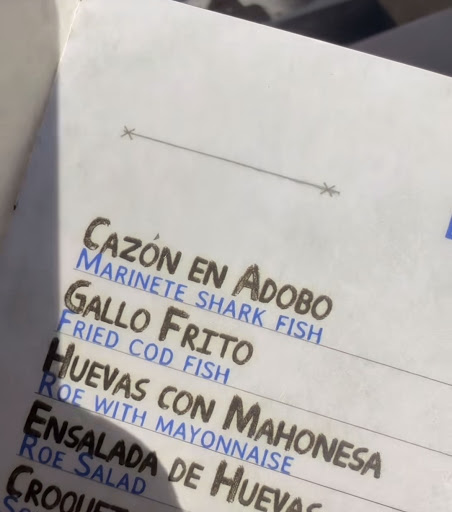 Cazón en Adobo
Marinete shark fish
Gallo Frito
Fried cod fish
Huevas con Mahonesa
Roe with mayonnaise
Ensalada de Huevas
Roe Salad